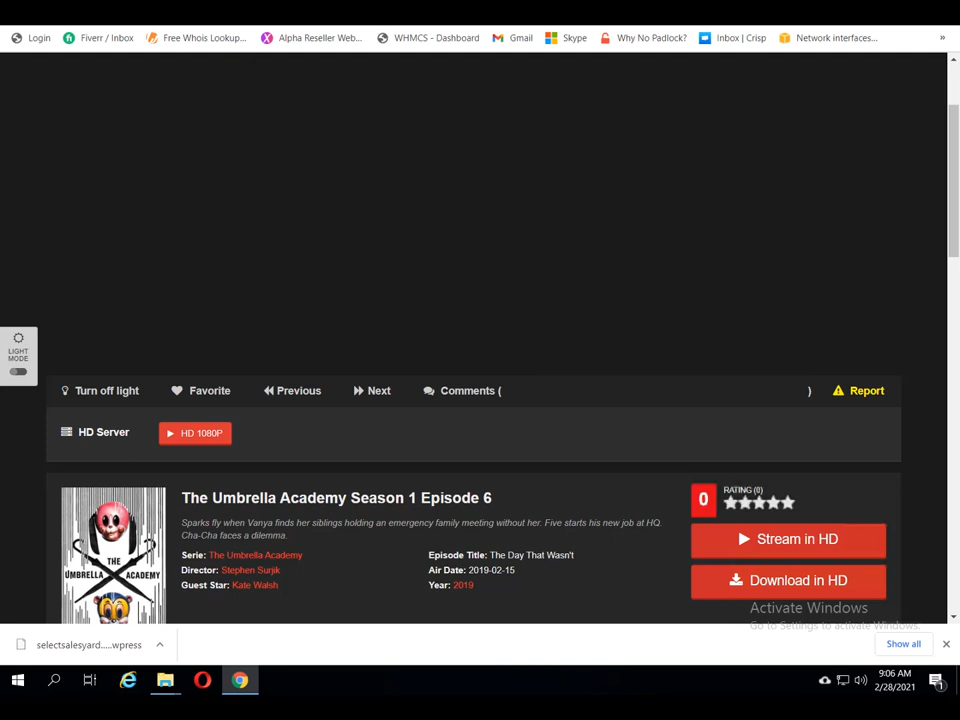 Login
Fiverr / Inbox
Free Whois Lookup...
Alpha Reseller Web...
WHMCS - Dashboard
Gmail
Skype
Why No Padlock?
Inbox | Crisp
Network interfaces...
»
LIGHT
MODE
Turn off light
Favorite
Previous
Next
Comments (
)
Report
HD Server
HD 1080P
The Umbrella Academy Season 1 Episode 6
Sparks fly when Vanya finds her siblings holding an emergency family meeting without her. Five starts his new job at HQ.
Cha-Cha faces a dilemma.
Serie: The Umbrella Academy
Director: Stephen Surjik
Guest Star: Kate Walsh
Episode Title: The Day That Wasn't
Air Date: 2019-02-15
Year: 2019
0
RATING (0)
Stream in HD
Download in HD
THE
UMBRELLA ACADEMY
Activate Windows
Go to Settings to activate Windows.
selectsalesyard.....wpress
Show all
9:06 AM
2/28/2021
1